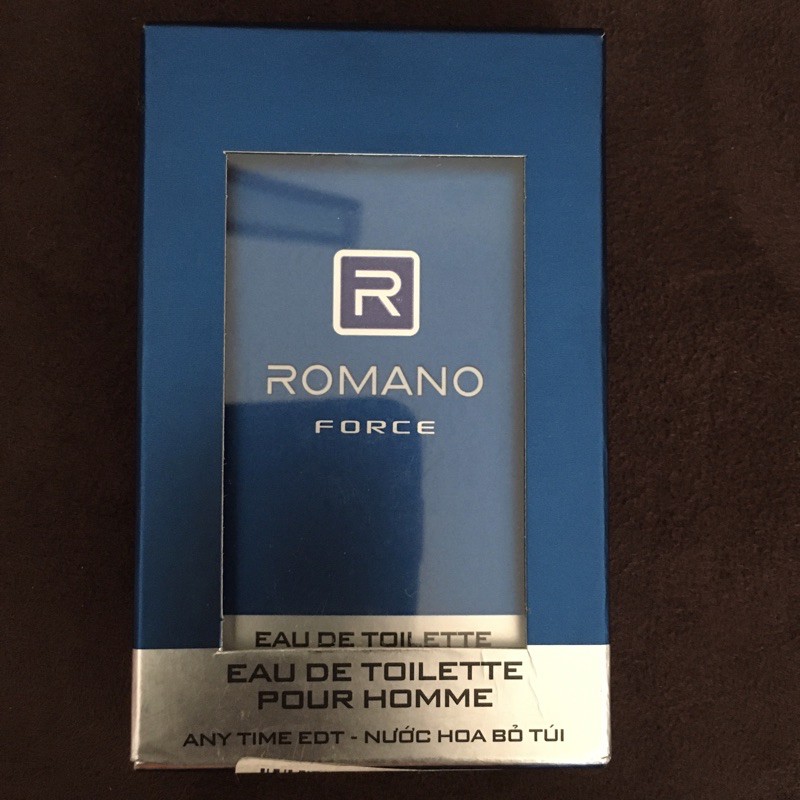 R
ROMANO
FORCE
EAU DE TOILETTE
EAU DE TOILETTE
POUR HOMME
ANY TIME EDT - NƯỚC HOA BỎ TÚI